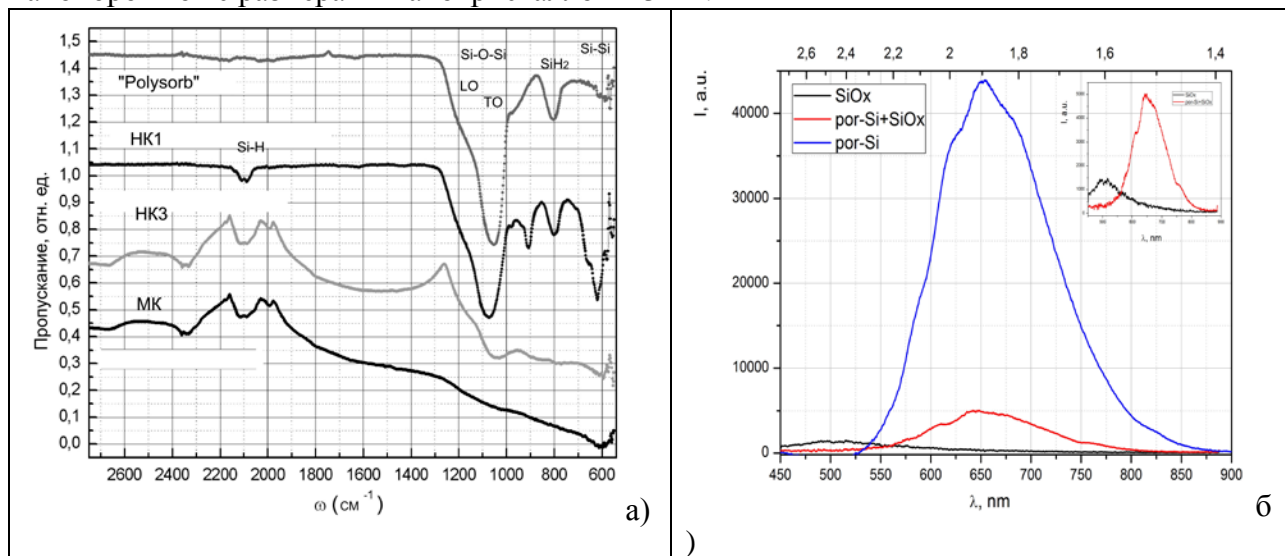 1,5
1,4
1,3
1,2
1,1
1,0
0,9
0,8
0,7
0,6
0,5
0,4
0,3
0,2
0,1
0,0
Пропускание, отн. ед.
"Polysorb"
НК1
НК3
МК
Si-H
Si-O-Si
LO
TO
SiH2
Si-Si
2600 2400 2200 2000 1800 1600 1400 1200 1000 800 600
ω (см⁻¹)
а)
2,6 2,4 2,2 2 1,8 1,6 1,4
I, a.u.
40000
30000
20000
10000
0
SiOx
por-Si+SiOx
por-Si
I, a.u.
SiOx
por-Si+SiOx
λ, nm
450 500 550 600 650 700 750 800 850 900
λ, nm
б
)